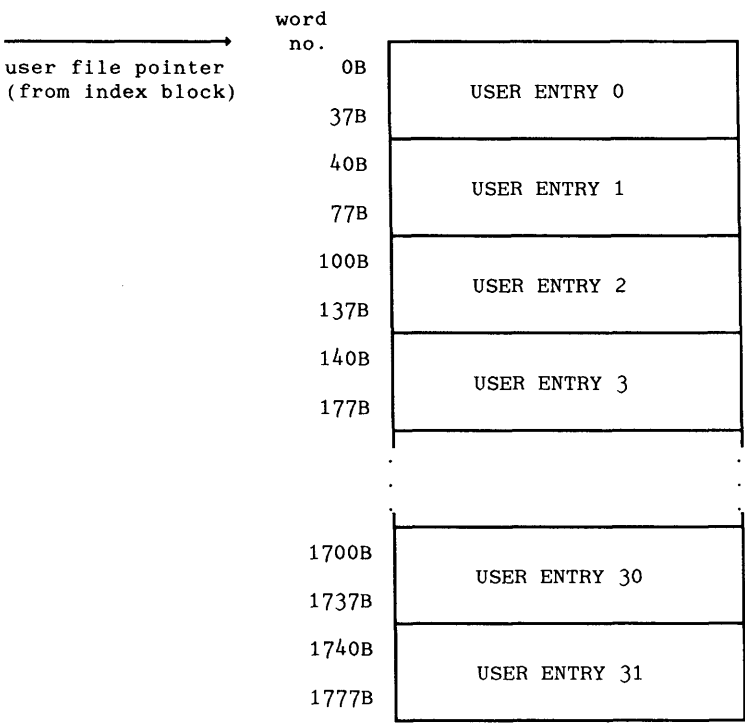 word
no.
user file pointer
(from index block)
0B
USER ENTRY 0
37B
40B
USER ENTRY 1
77B
100B
USER ENTRY 2
137B
140B
USER ENTRY 3
177B
1700B
USER ENTRY 30
1737B
1740B
USER ENTRY 31
1777B